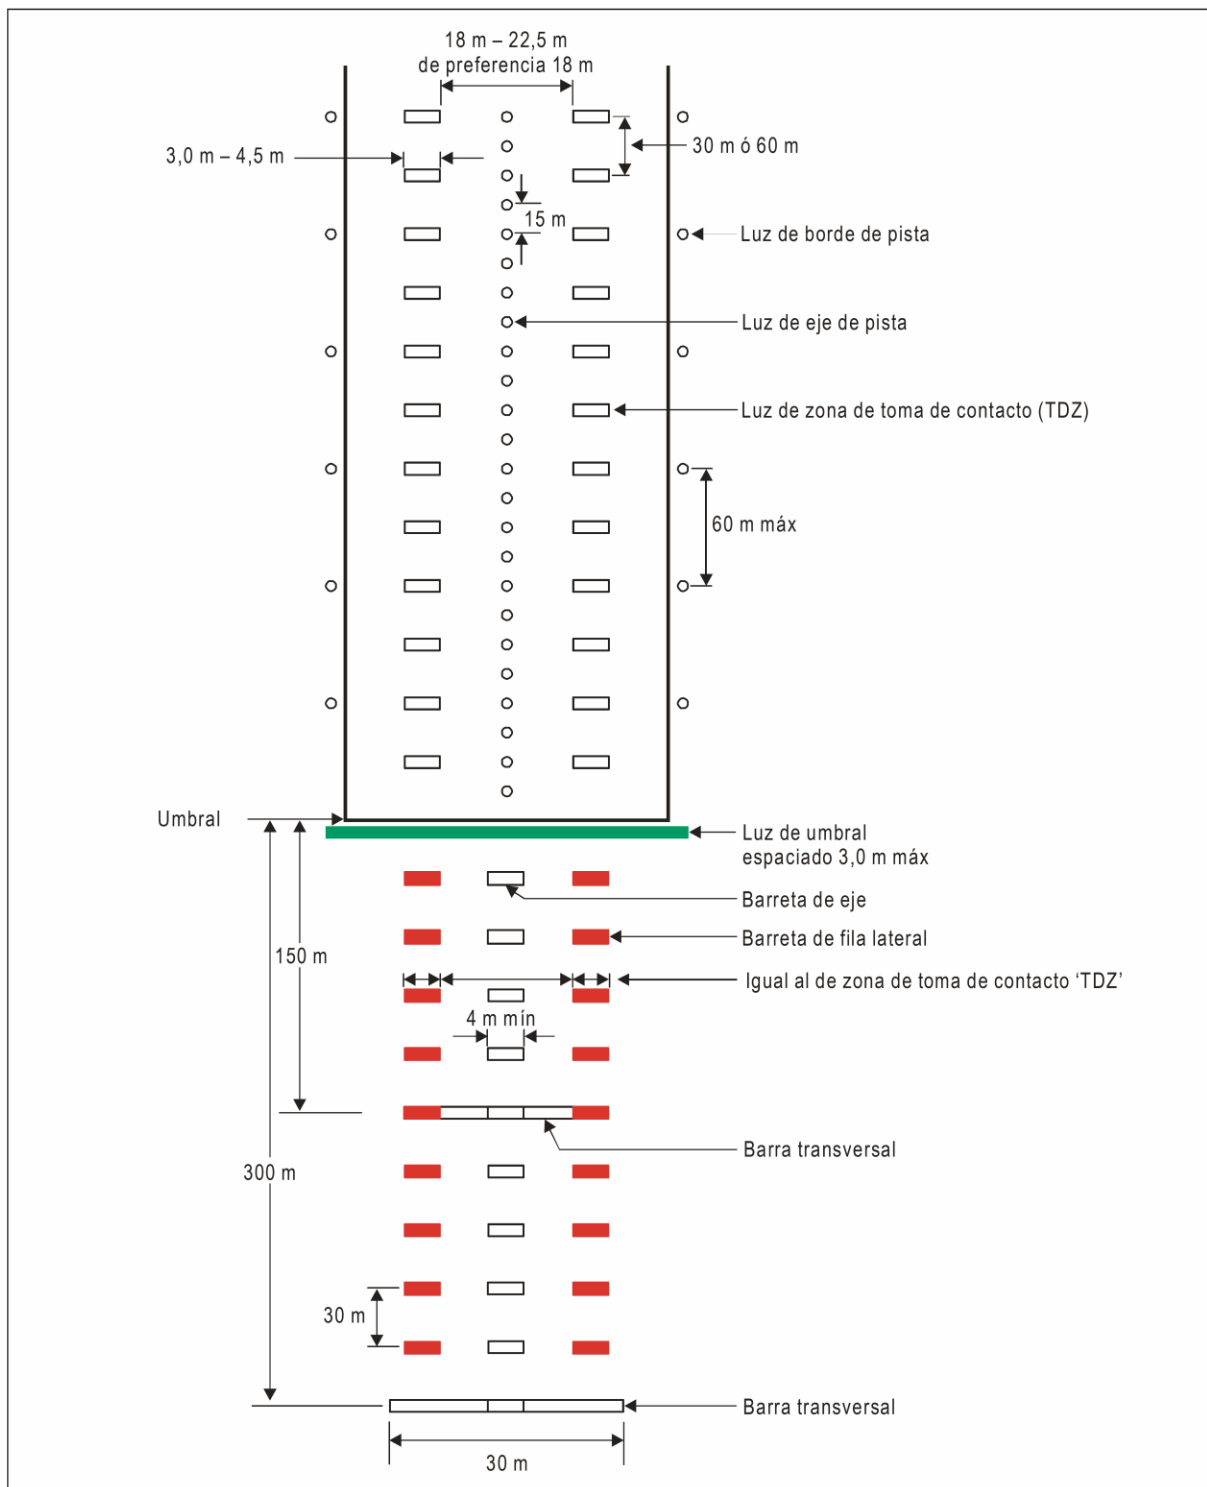 18 m – 22,5 m
de preferencia 18 m
3,0 m – 4,5 m
30 m ó 60 m
15 m
Luz de borde de pista
Luz de eje de pista
Luz de zona de toma de contacto (TDZ)
60 m máx
Umbral
Luz de umbral
espaciado 3,0 m máx
Barreta de eje
Barreta de fila lateral
150 m
Igual al de zona de toma de contacto ‘TDZ’
4 m mín
Barra transversal
300 m
30 m
Barra transversal
30 m